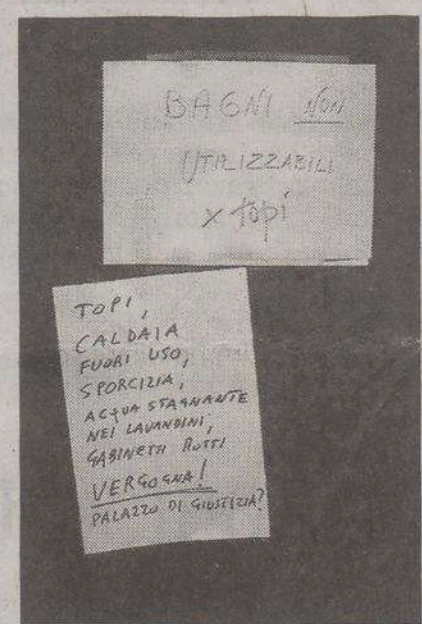 BAGNI NON
UTILIZZABILI
x topi
TOPI,
CALDAIA
FUORI USO,
SPORCIZIA,
ACQUA STAGNANTE
NEI LAVANDINI,
GABINETTI ROTTI
VERGOGNA!
PALAZZO DI GIUSTIZIA?